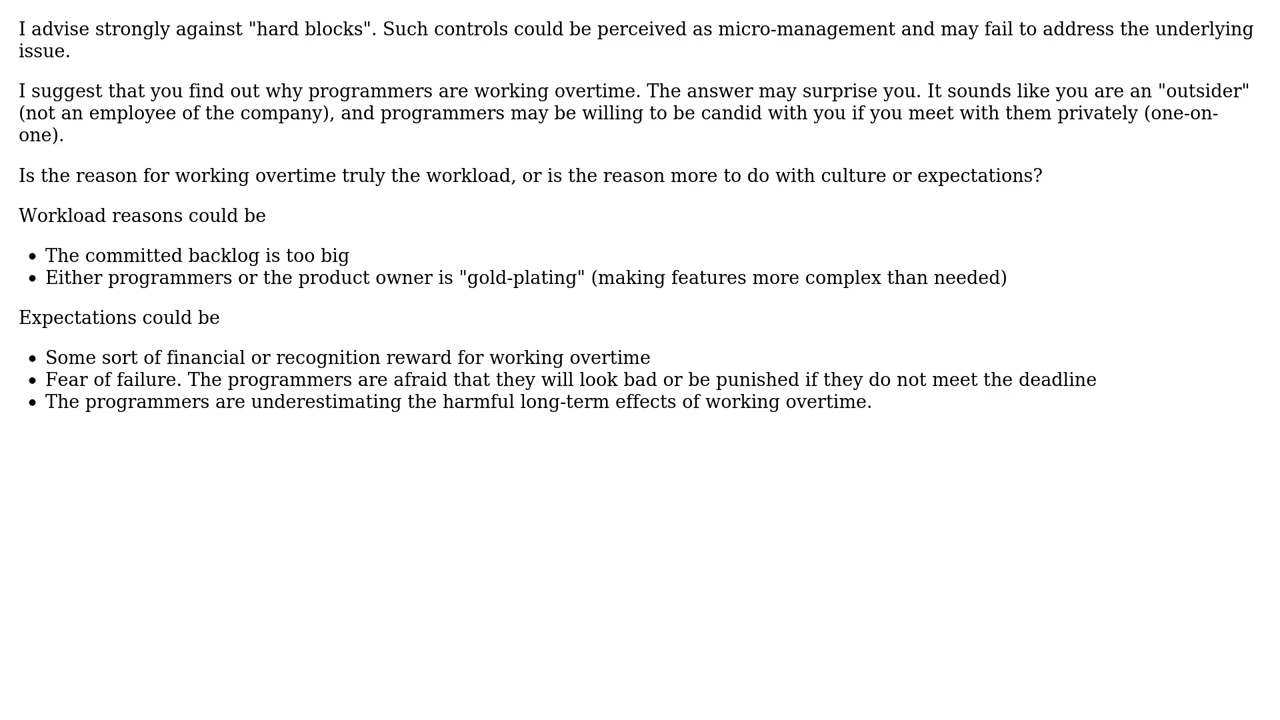 I advise strongly against "hard blocks". Such controls could be perceived as micro-management and may fail to address the underlying
issue.
I suggest that you find out why programmers are working overtime. The answer may surprise you. It sounds like you are an "outsider"
(not an employee of the company), and programmers may be willing to be candid with you if you meet with them privately (one-on-
one).
Is the reason for working overtime truly the workload, or is the reason more to do with culture or expectations?
Workload reasons could be
• The committed backlog is too big
• Either programmers or the product owner is "gold-plating" (making features more complex than needed)
Expectations could be
• Some sort of financial or recognition reward for working overtime
• Fear of failure. The programmers are afraid that they will look bad or be punished if they do not meet the deadline
• The programmers are underestimating the harmful long-term effects of working overtime.